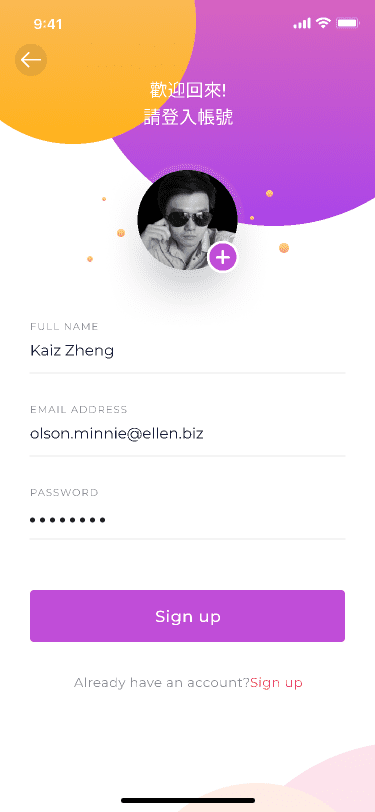 9:41
歡迎回來!
請登入帳號
FULL NAME
Kaiz Zheng
EMAIL ADDRESS
olson.minnie@ellen.biz
PASSWORD
••••••••
Sign up
Already have an account?Sign up